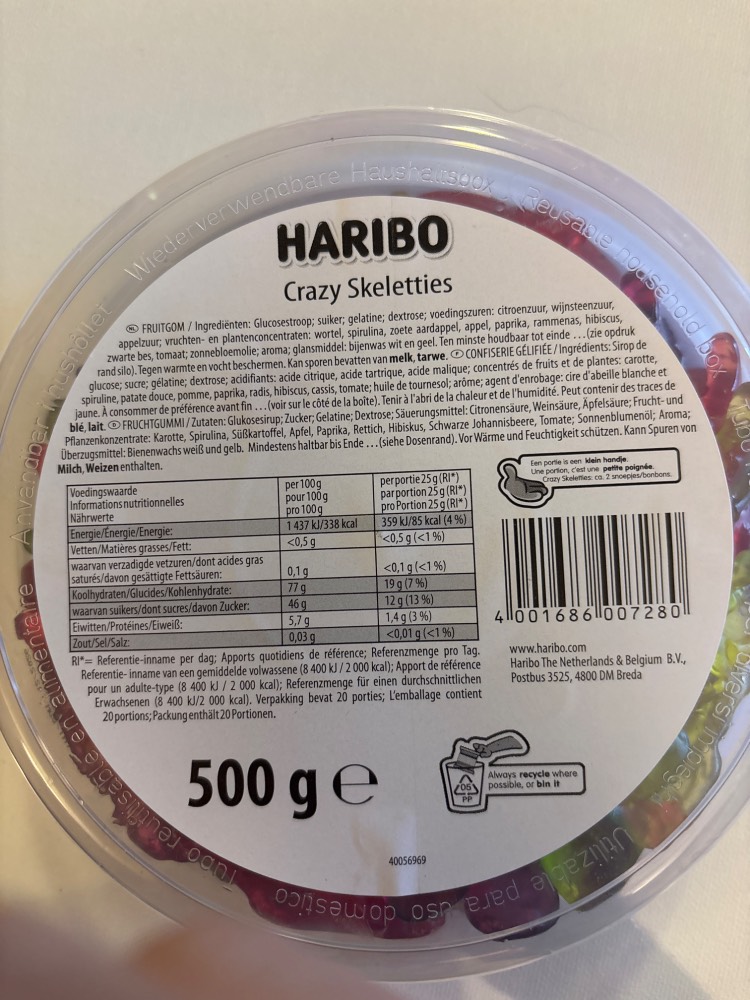 Wiederverwendbare Haushaltsbox
Reusable household box
HARIBO
Crazy Skeletties
NL FRUITGOM / Ingrediënten: Glucosestroop; suiker; gelatine; dextrose; voedingszuren: citroenzuur, wijnsteenzuur,
appelzuur; vruchten- en plantenconcentraten: wortel, spirulina, zoete aardappel, appel, paprika, rammenas, hibiscus,
zwarte bes, tomaat; zonnebloemolie; aroma; glansmiddel: bijenwas wit en geel. Ten minste houdbaar tot einde ...(zie opdruk
rand silo). Tegen warmte en vocht beschermen. Kan sporen bevatten van melk, tarwe. F CONFISERIE GÉLIFIÉE / Ingrédients: Sirop de
glucose; sucre; gélatine; dextrose; acidifiants: acide citrique, acide tartrique, acide malique; concentrés de fruits et de plantes: carotte,
spiruline, patate douce, pomme, paprika, radis, hibiscus, cassis, tomate; huile de tournesol; arôme; agent d'enrobage: cire d'abeille blanche et
jaune. À consommer de préférence avant fin ...(voir sur le côté de la boîte). Tenir à l'abri de la chaleur et de l'humidité. Peut contenir des traces de
blé, lait. D FRUCHTGUMMI / Zutaten: Glukosesirup; Zucker; Gelatine; Dextrose; Säuerungsmittel: Citronensäure, Weinsäure, Äpfelsäure; Frucht- und
Pflanzenkonzentrate: Karotte, Spirulina, Süßkartoffel, Apfel, Paprika, Rettich, Hibiskus, Schwarze Johannisbeere, Tomate; Sonnenblumenöl; Aroma;
Überzugsmittel: Bienenwachs weiß und gelb. Mindestens haltbar bis Ende ... (siehe Dosenrand). Vor Wärme und Feuchtigkeit schützen. Kann Spuren von
Milch, Weizen enthalten.
Voedingswaarde
Informations nutritionnelles
Nährwerte
per 100 g
pour 100 g
pro 100 g
per portie 25 g (RI*)
par portion 25 g (RI*)
pro Portion 25 g (RI*)
Energie/Énergie/Energie: 1 437 kJ/338 kcal 359 kJ/85 kcal (4 %)
Vetten/Matières grasses/Fett: <0,5 g <0,5 g (<1 %)
waarvan verzadigde vetzuren/dont acides gras
saturés/davon gesättigte Fettsäuren: 0,1 g <0,1 g (<1 %)
Koolhydraten/Glucides/Kohlenhydrate: 77 g 19 g (7 %)
waarvan suikers/dont sucres/davon Zucker: 46 g 12 g (13 %)
Eiwitten/Protéines/Eiweiß: 5,7 g 1,4 g (3 %)
Zout/Sel/Salz: 0,03 g <0,01 g (<1 %)
RI*= Referentie-inname per dag; Apports quotidiens de référence; Referenzmenge pro Tag.
Referentie- inname van een gemiddelde volwassene (8 400 kJ / 2 000 kcal); Apport de référence
pour un adulte-type (8 400 kJ / 2 000 kcal); Referenzmenge für einen durchschnittlichen
Erwachsenen (8 400 kJ/2 000 kcal). Verpakking bevat 20 porties; L'emballage contient
20 portions; Packung enthält 20 Portionen.
Een portie is een klein handje.
Une portion, c'est une petite poignée.
Crazy Skeletties: ca. 2 snoepjes/bonbons.
4 001686 007280
www.haribo.com
Haribo The Netherlands & Belgium B.V.,
Postbus 3525, 4800 DM Breda
500 g e
05
PP
Always recycle where
possible, or bin it
40056969
Utilizable para uso domestico
Tubo réutilisable en alimentaire